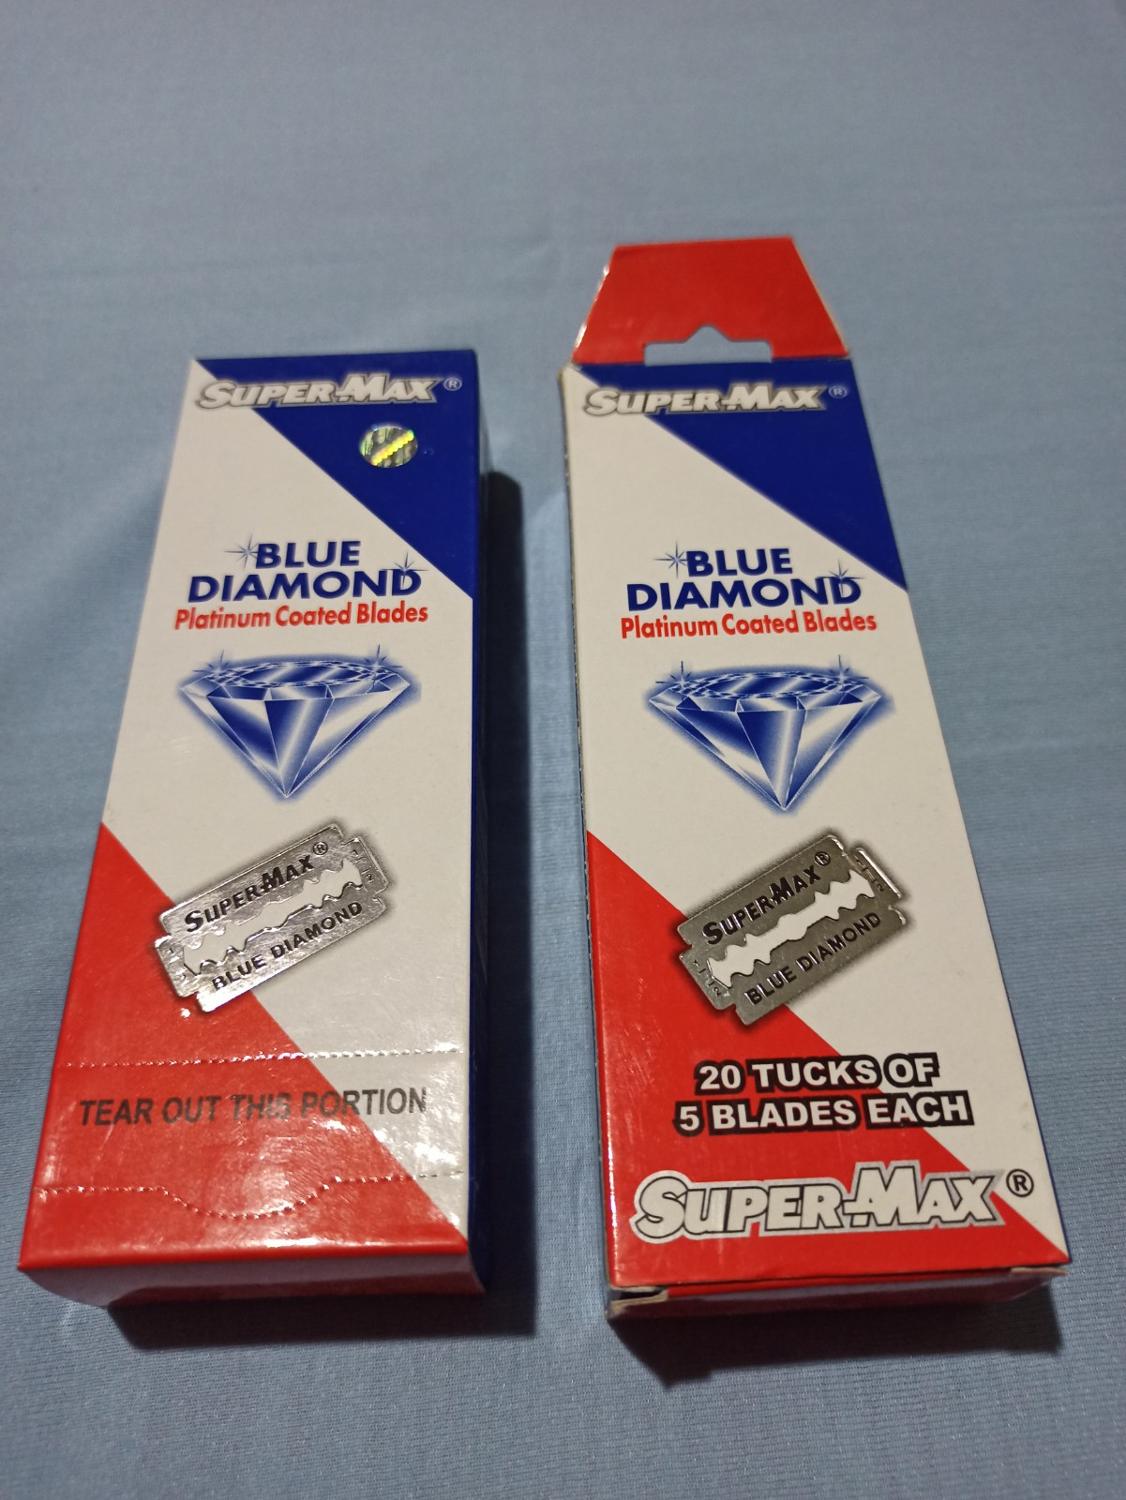 SUPER-MAX®
BLUE
DIAMOND
Platinum Coated Blades
SUPER-MAX®
BLUE DIAMOND
TEAR OUT THIS PORTION
SUPER-MAX®
BLUE
DIAMOND
Platinum Coated Blades
SUPER-MAX®
BLUE DIAMOND
20 TUCKS OF
5 BLADES EACH
SUPER-MAX®